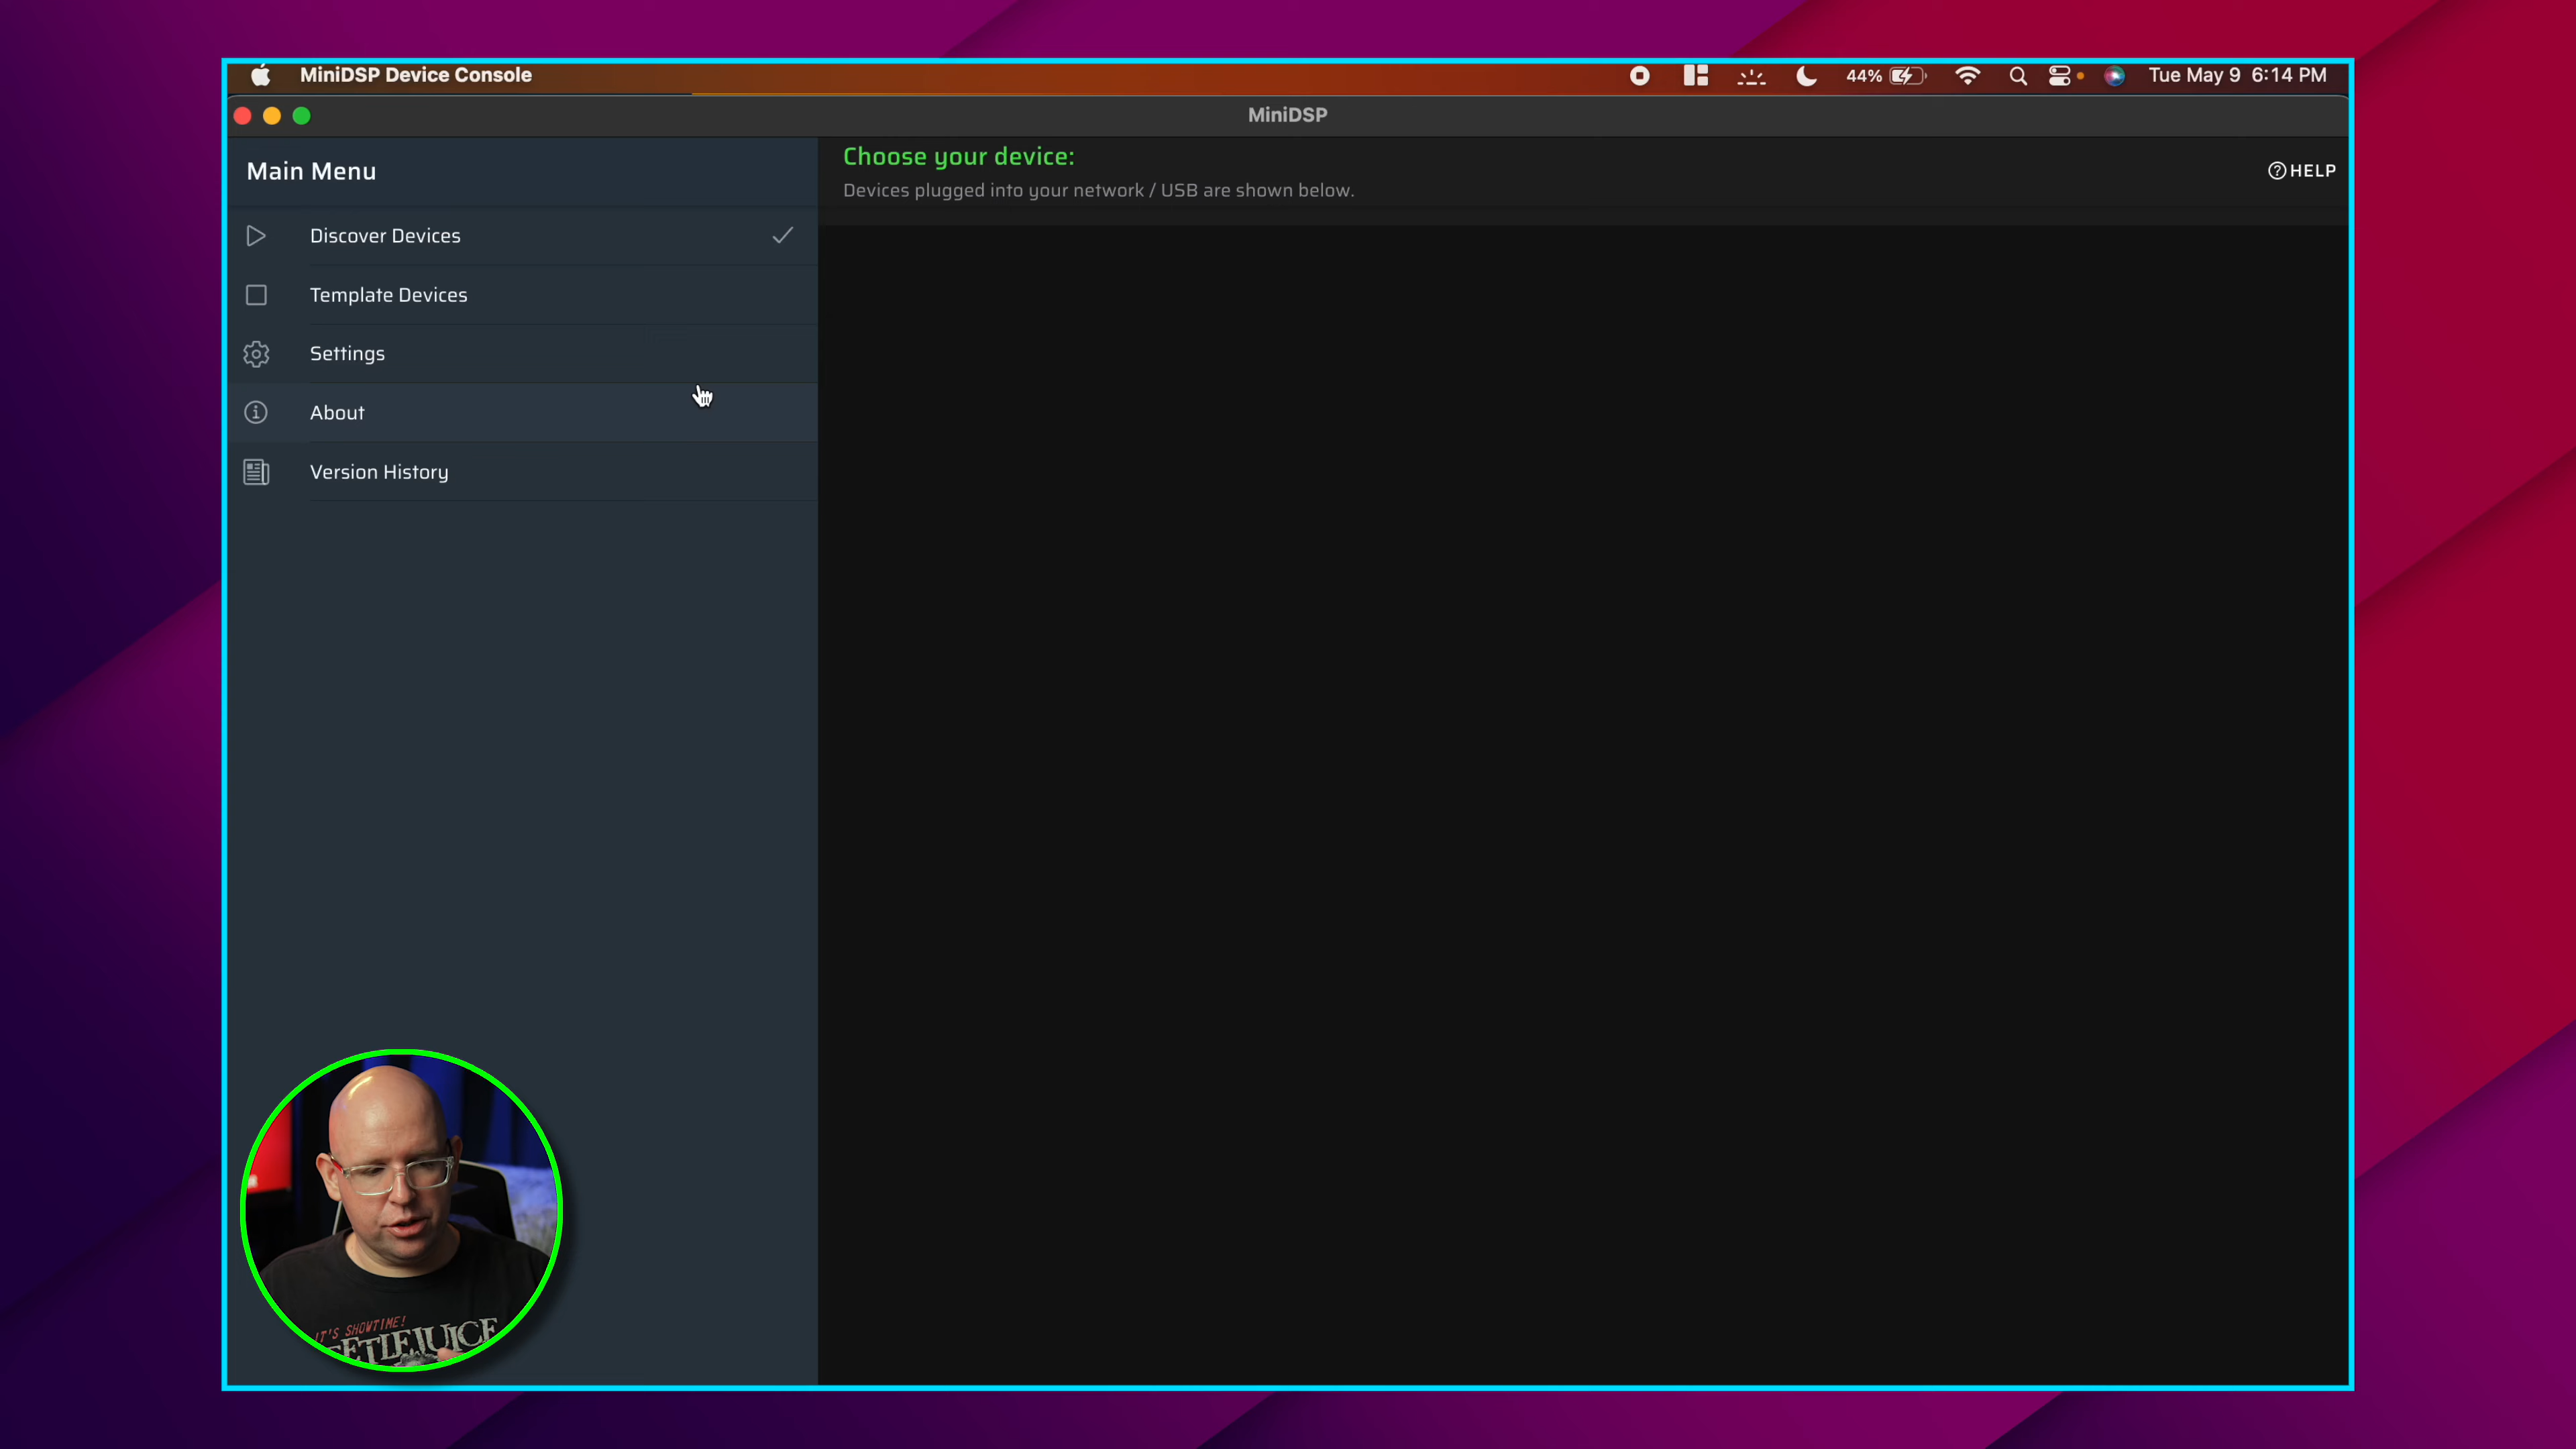 MiniDSP Device Console
44%
Tue May 9 6:14 PM
MiniDSP
Main Menu
Choose your device:
Devices plugged into your network / USB are shown below.
HELP
Discover Devices
Template Devices
Settings
About
Version History
IT'S SHOWTIME!